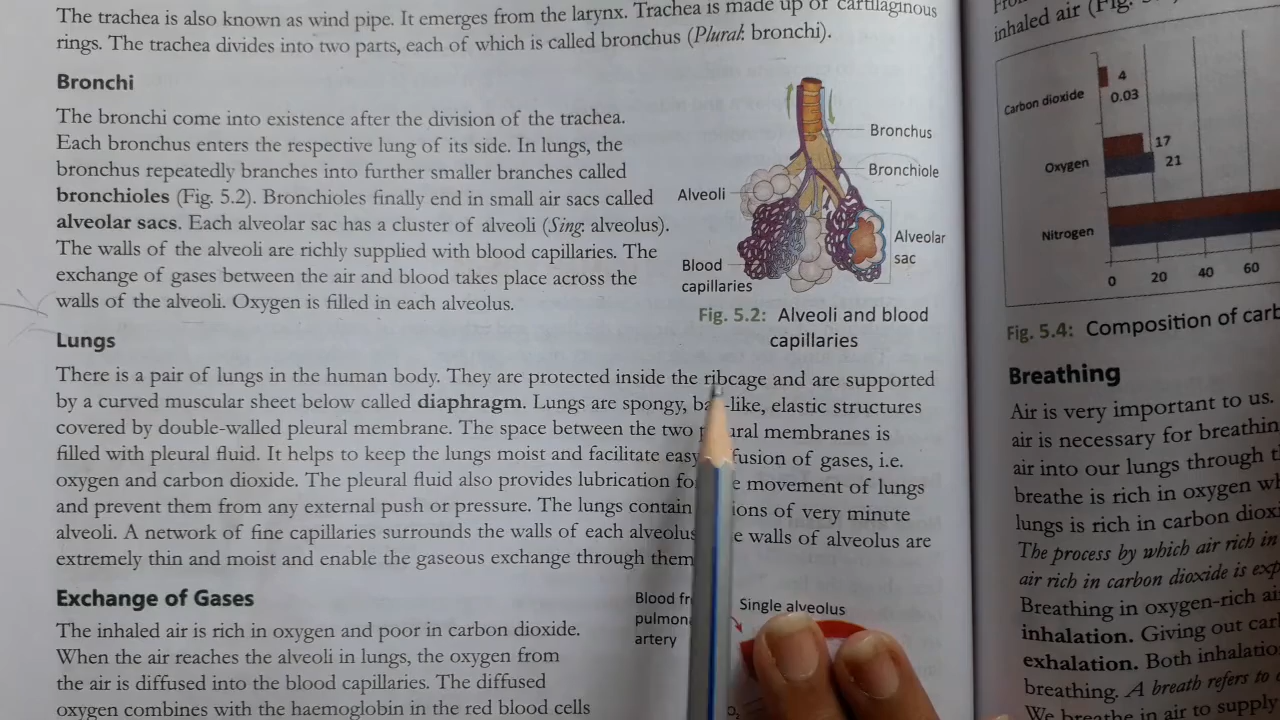 The trachea is also known as wind pipe. It emerges from the larynx. Trachea is made up of cartilaginous
rings. The trachea divides into two parts, each of which is called bronchus (Plural: bronchi).
Bronchi
The bronchi come into existence after the division of the trachea.
Each bronchus enters the respective lung of its side. In lungs, the
bronchus repeatedly branches into further smaller branches called
bronchioles (Fig. 5.2). Bronchioles finally end in small air sacs called
alveolar sacs. Each alveolar sac has a cluster of alveoli (Sing: alveolus).
The walls of the alveoli are richly supplied with blood capillaries. The
exchange of gases between the air and blood takes place across the
walls of the alveoli. Oxygen is filled in each alveolus.
Bronchus
Bronchiole
Alveoli
Alveolar
sac
Blood
capillaries
Fig. 5.2: Alveoli and blood
capillaries
Lungs
There is a pair of lungs in the human body. They are protected inside the ribcage and are supported
by a curved muscular sheet below called diaphragm. Lungs are spongy, -like, elastic structures
covered by double-walled pleural membrane. The space between the two membranes is
filled with pleural fluid. It helps to keep the lungs moist and facilitate easy fusion of gases, i.e.
oxygen and carbon dioxide. The pleural fluid also provides lubrication movement of lungs
and prevent them from any external push or pressure. The lungs contain of very minute
alveoli. A network of fine capillaries surrounds the walls of each alveolus walls of alveolus are
extremely thin and moist and enable the gaseous exchange through them
Exchange of Gases
The inhaled air is rich in oxygen and poor in carbon dioxide.
When the air reaches the alveoli in lungs, the oxygen from
the air is diffused into the blood capillaries. The diffused
oxygen combines with the haemoglobin in the red blood cells
Blood
artery
Single alveolus
inhaled air (Fig.
Carbon dioxide
4
0.03
Oxygen
17
21
Nitrogen
0 20 40 60
Fig. 5.4: Composition of
Breathing
Air is very important to us.
air is necessary for
air into our lungs through
breathe is rich in oxygen
lungs is rich in carbon
The process by which air rich in
air rich in carbon dioxide is
Breathing in oxygen-rich
inhalation. Giving out
exhalation. Both
breathing. A breath refers to
We breathe in air to supply